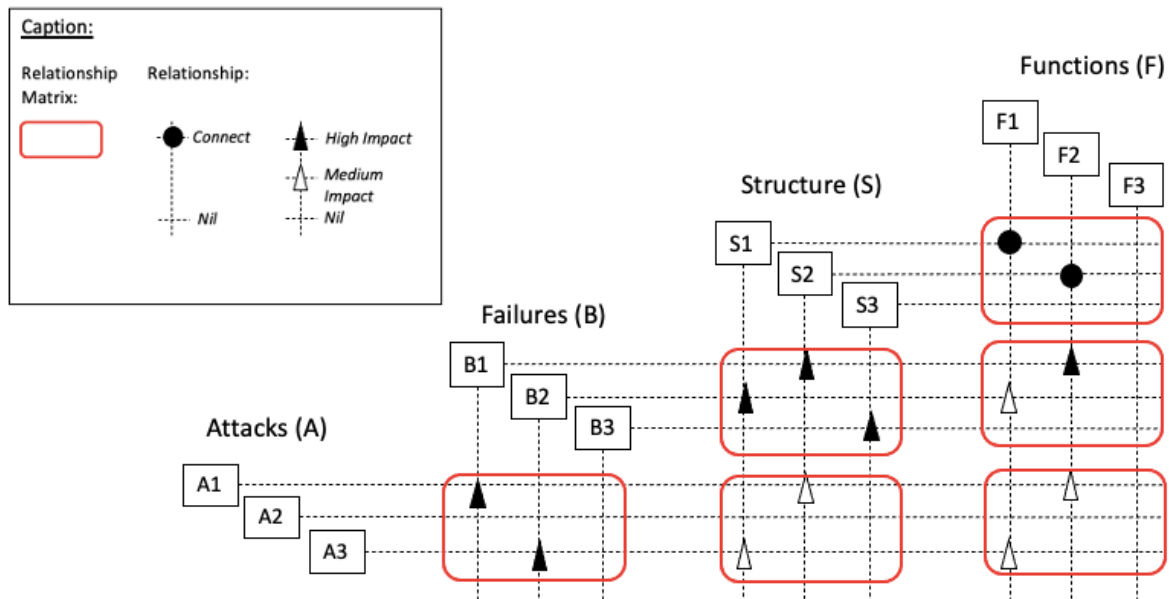 Caption:
Relationship Matrix:
Relationship:
Connect
Nil
High Impact
Medium Impact
Nil
Functions (F)
F1
F2
F3
Structure (S)
S1
S2
S3
Failures (B)
B1
B2
B3
Attacks (A)
A1
A2
A3